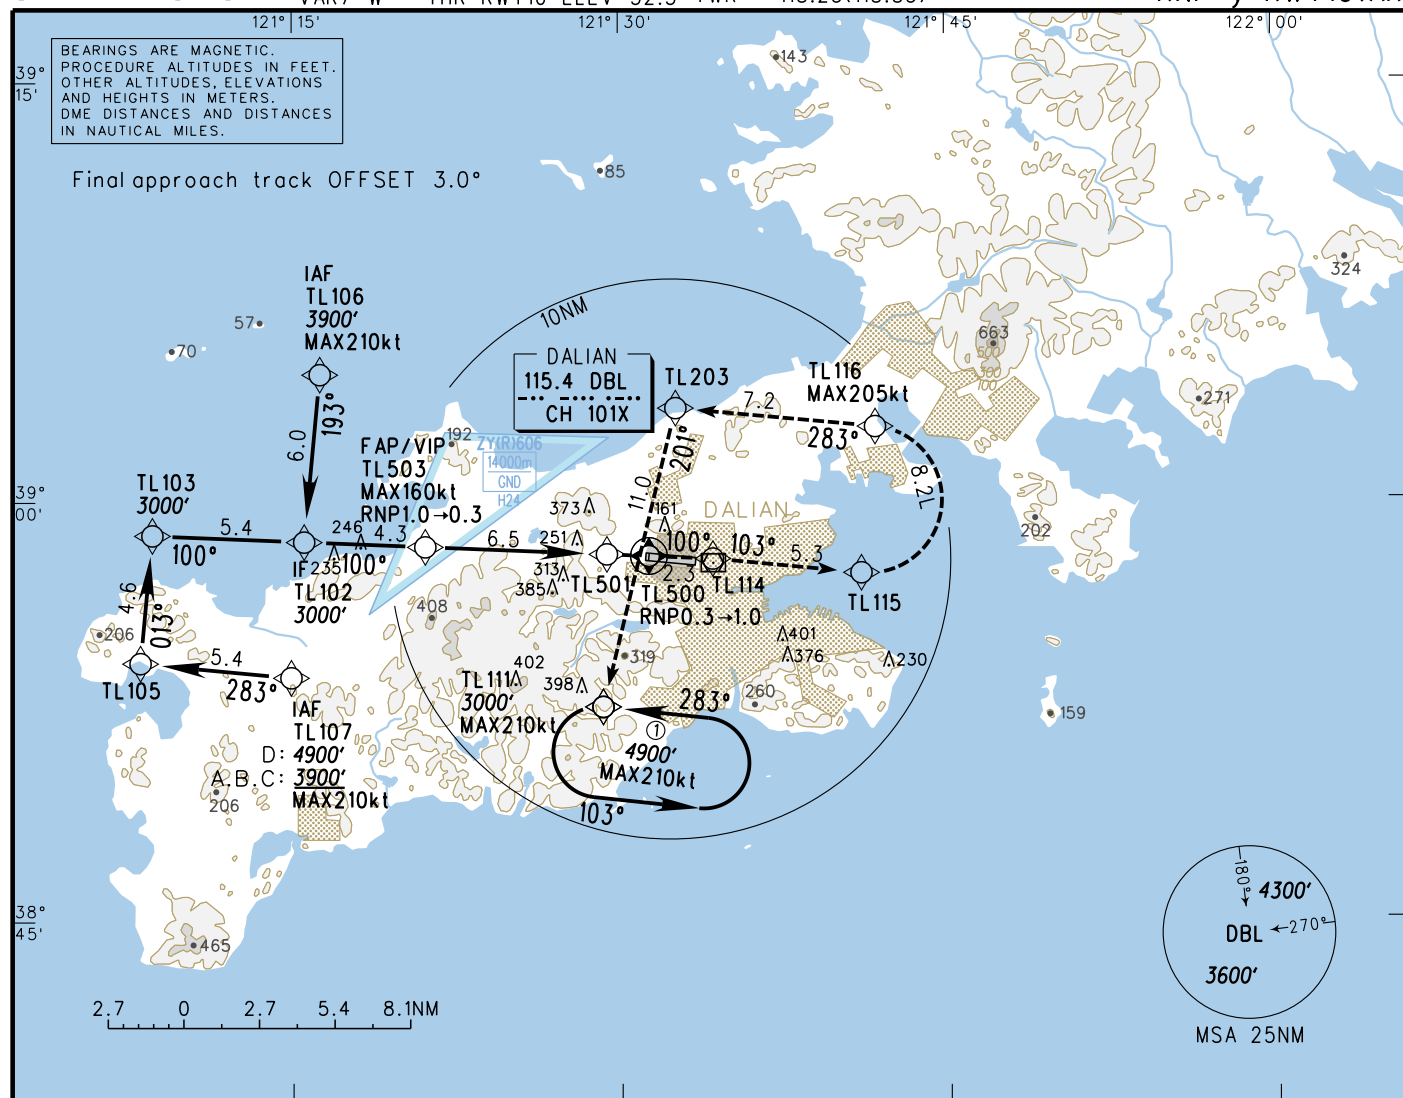 VAR7°W
THR RWY10 ELEV 32.5
121°15'
121°30'
121°45'
122°00'
39°
15'
BEARINGS ARE MAGNETIC.
PROCEDURE ALTITUDES IN FEET.
OTHER ALTITUDES, ELEVATIONS
AND HEIGHTS IN METERS.
DME DISTANCES AND DISTANCES
IN NAUTICAL MILES.
143
85
Final approach track OFFSET 3.0°
324
IAF
TL106
3900'
MAX210kt
57
70
10NM
663
500
300
100
DALIAN
115.4 DBL
CH 101X
TL203
TL116
MAX205kt
7.2
283°
271
193°
6.0
201°
11.0
8.2L
FAP/VIP
TL503
MAX160kt
RNP1.0→0.3
192
ZY(R)606
14000m
GND
H24
TL103
3000'
39°
00'
5.4
100°
246
4.3
235
100°
IF
TL102
3000'
6.5
373
251
313
385
161
DALIAN
100°
103°
5.3
202
TL501
2.3
TL500
RNP0.3→1.0
TL114
TL115
4.6
013°
206
408
401
376
230
319
TL105
5.4
283°
IAF
TL107
D: 4900'
A.B.C: 3900'
MAX210kt
206
402
TL111
3000'
MAX210kt
398
260
159
283°
①
4900'
MAX210kt
103°
38°
45'
465
180°
4300'
DBL
270°
3600'
MSA 25NM
2.7 0 2.7 5.4 8.1NM